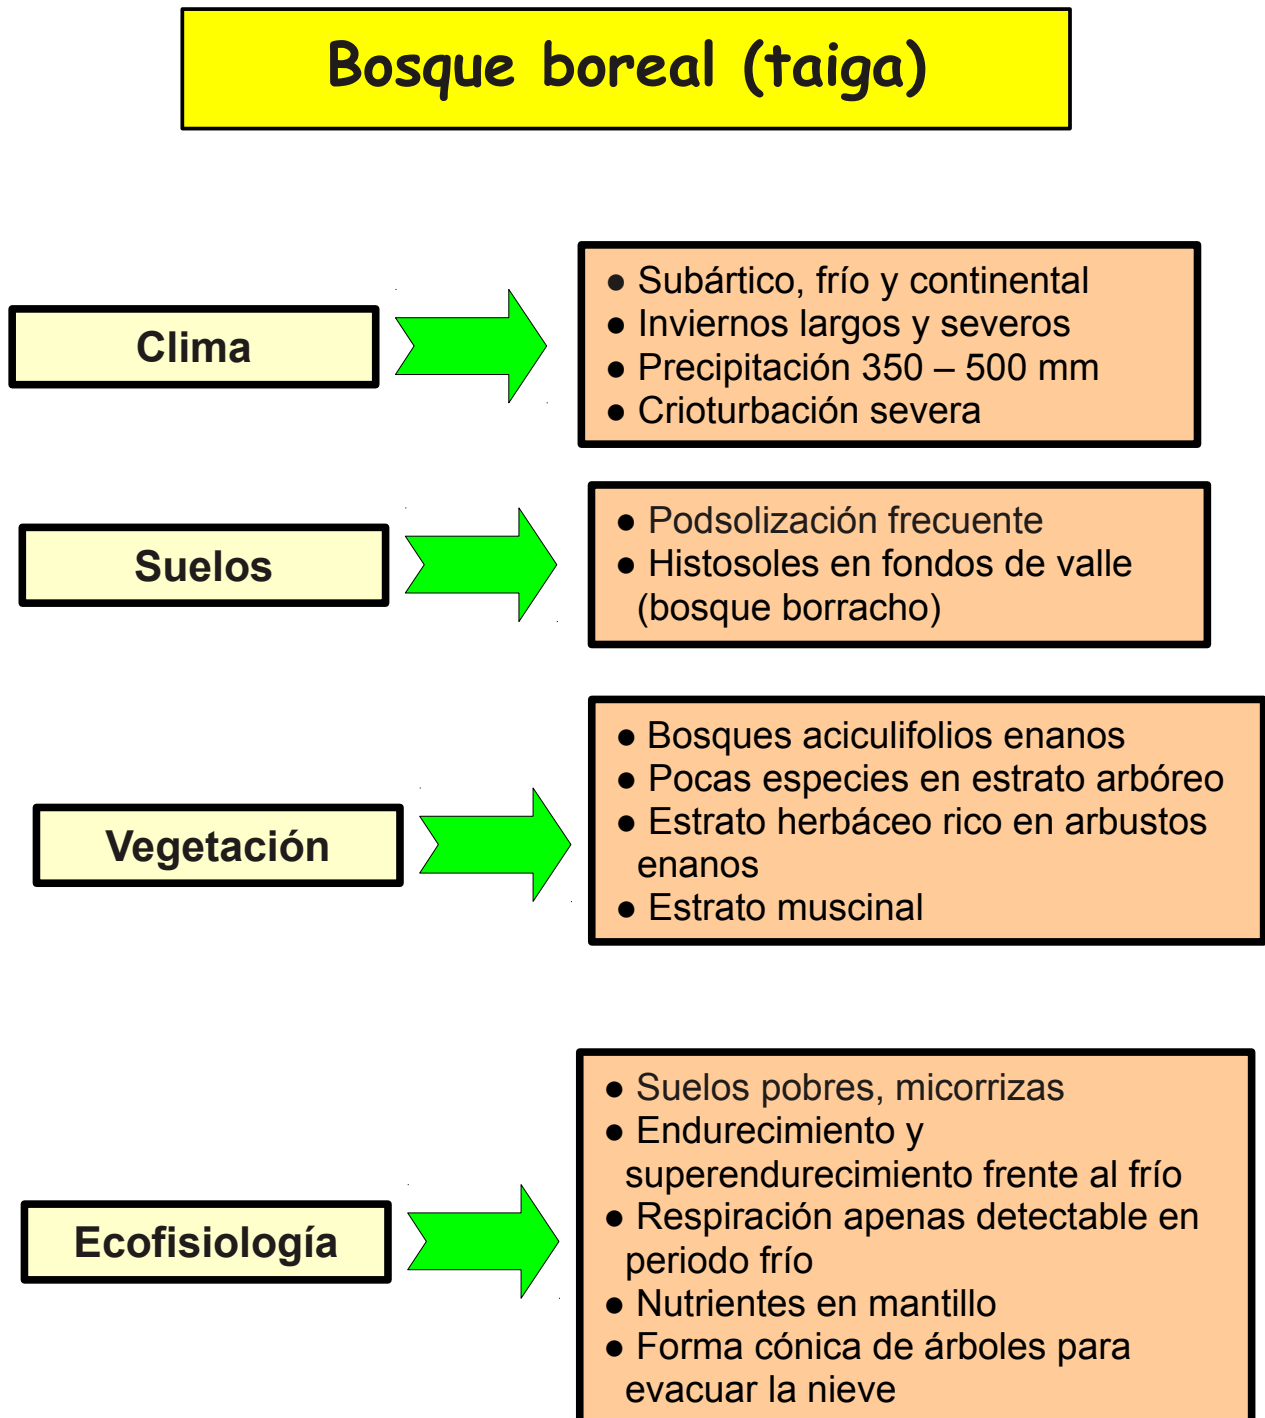 Bosque boreal (taiga)
Clima
● Subártico, frío y continental
● Inviernos largos y severos
● Precipitación 350 – 500 mm
● Crioturbación severa
Suelos
● Podsolización frecuente
● Histosoles en fondos de valle
(bosque borracho)
Vegetación
● Bosques aciculifolios enanos
● Pocas especies en estrato arbóreo
● Estrato herbáceo rico en arbustos
enanos
● Estrato muscinal
Ecofisiología
● Suelos pobres, micorrizas
● Endurecimiento y
superendurecimiento frente al frío
● Respiración apenas detectable en
periodo frío
● Nutrientes en mantillo
● Forma cónica de árboles para
evacuar la nieve